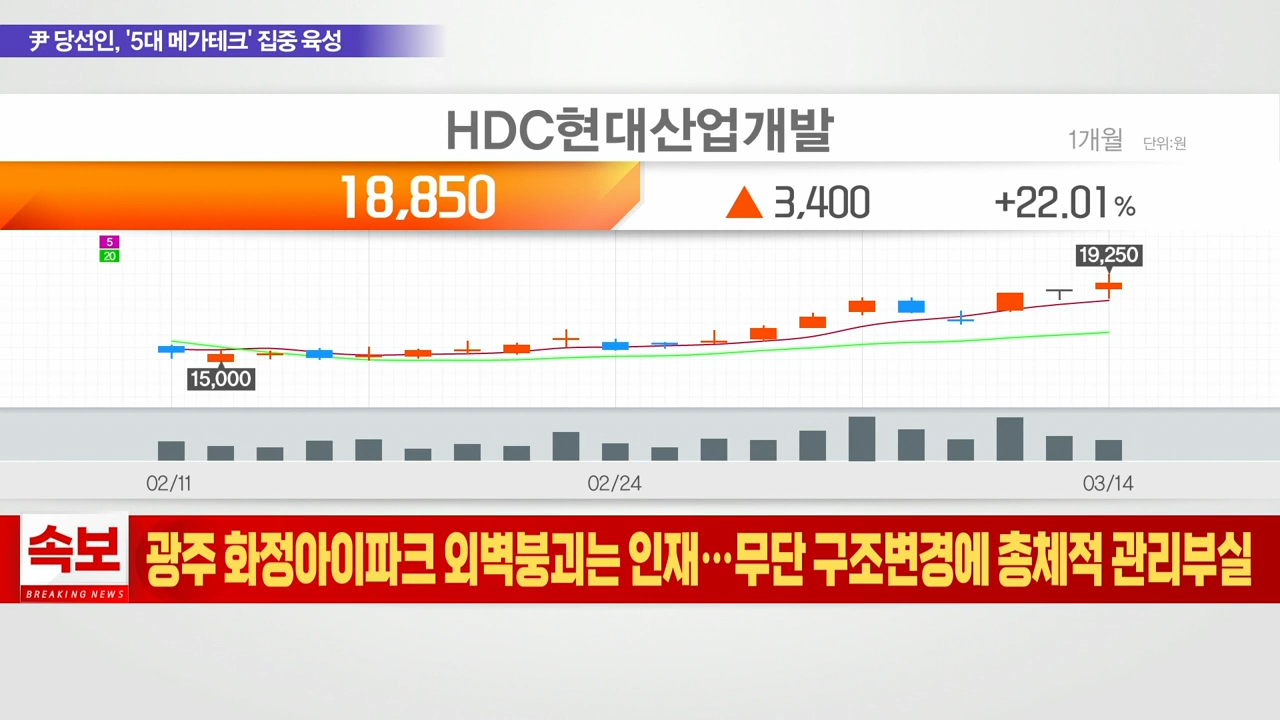 尹 당선인, '5대 메가테크' 집중 육성
HDC현대산업개발
1개월 단위:원
18,850 ▲ 3,400 +22.01%
5
20
19,250
15,000
02/11 02/24 03/14
속보
BREAKING NEWS
광주 화정아이파크 외벽붕괴는 인재…무단 구조변경에 총체적 관리부실